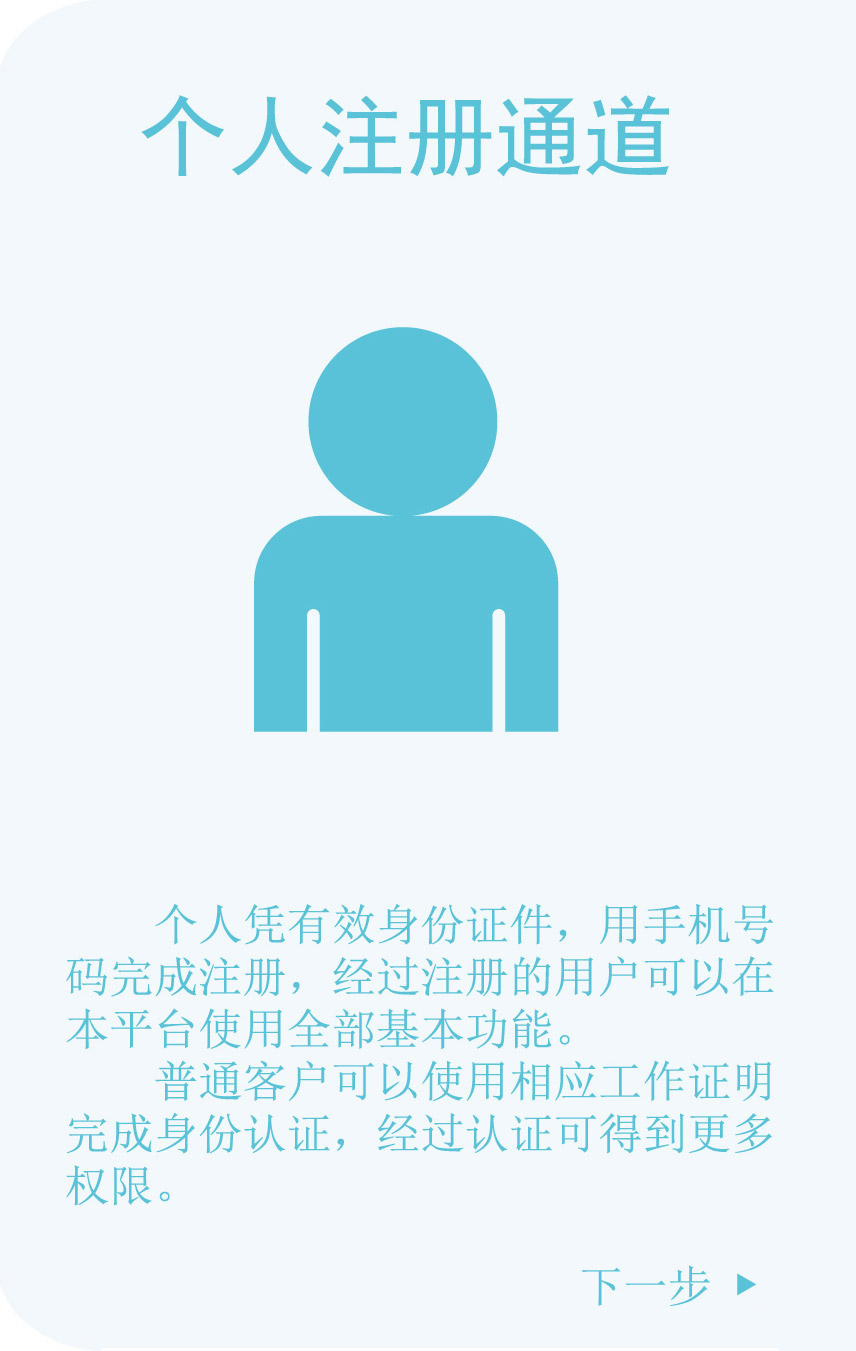 个人注册通道
个人凭有效身份证件，用手机号
码完成注册，经过注册的用户可以在
本平台使用全部基本功能。
普通客户可以使用相应工作证明
完成身份认证，经过认证可得到更多
权限。
下一步